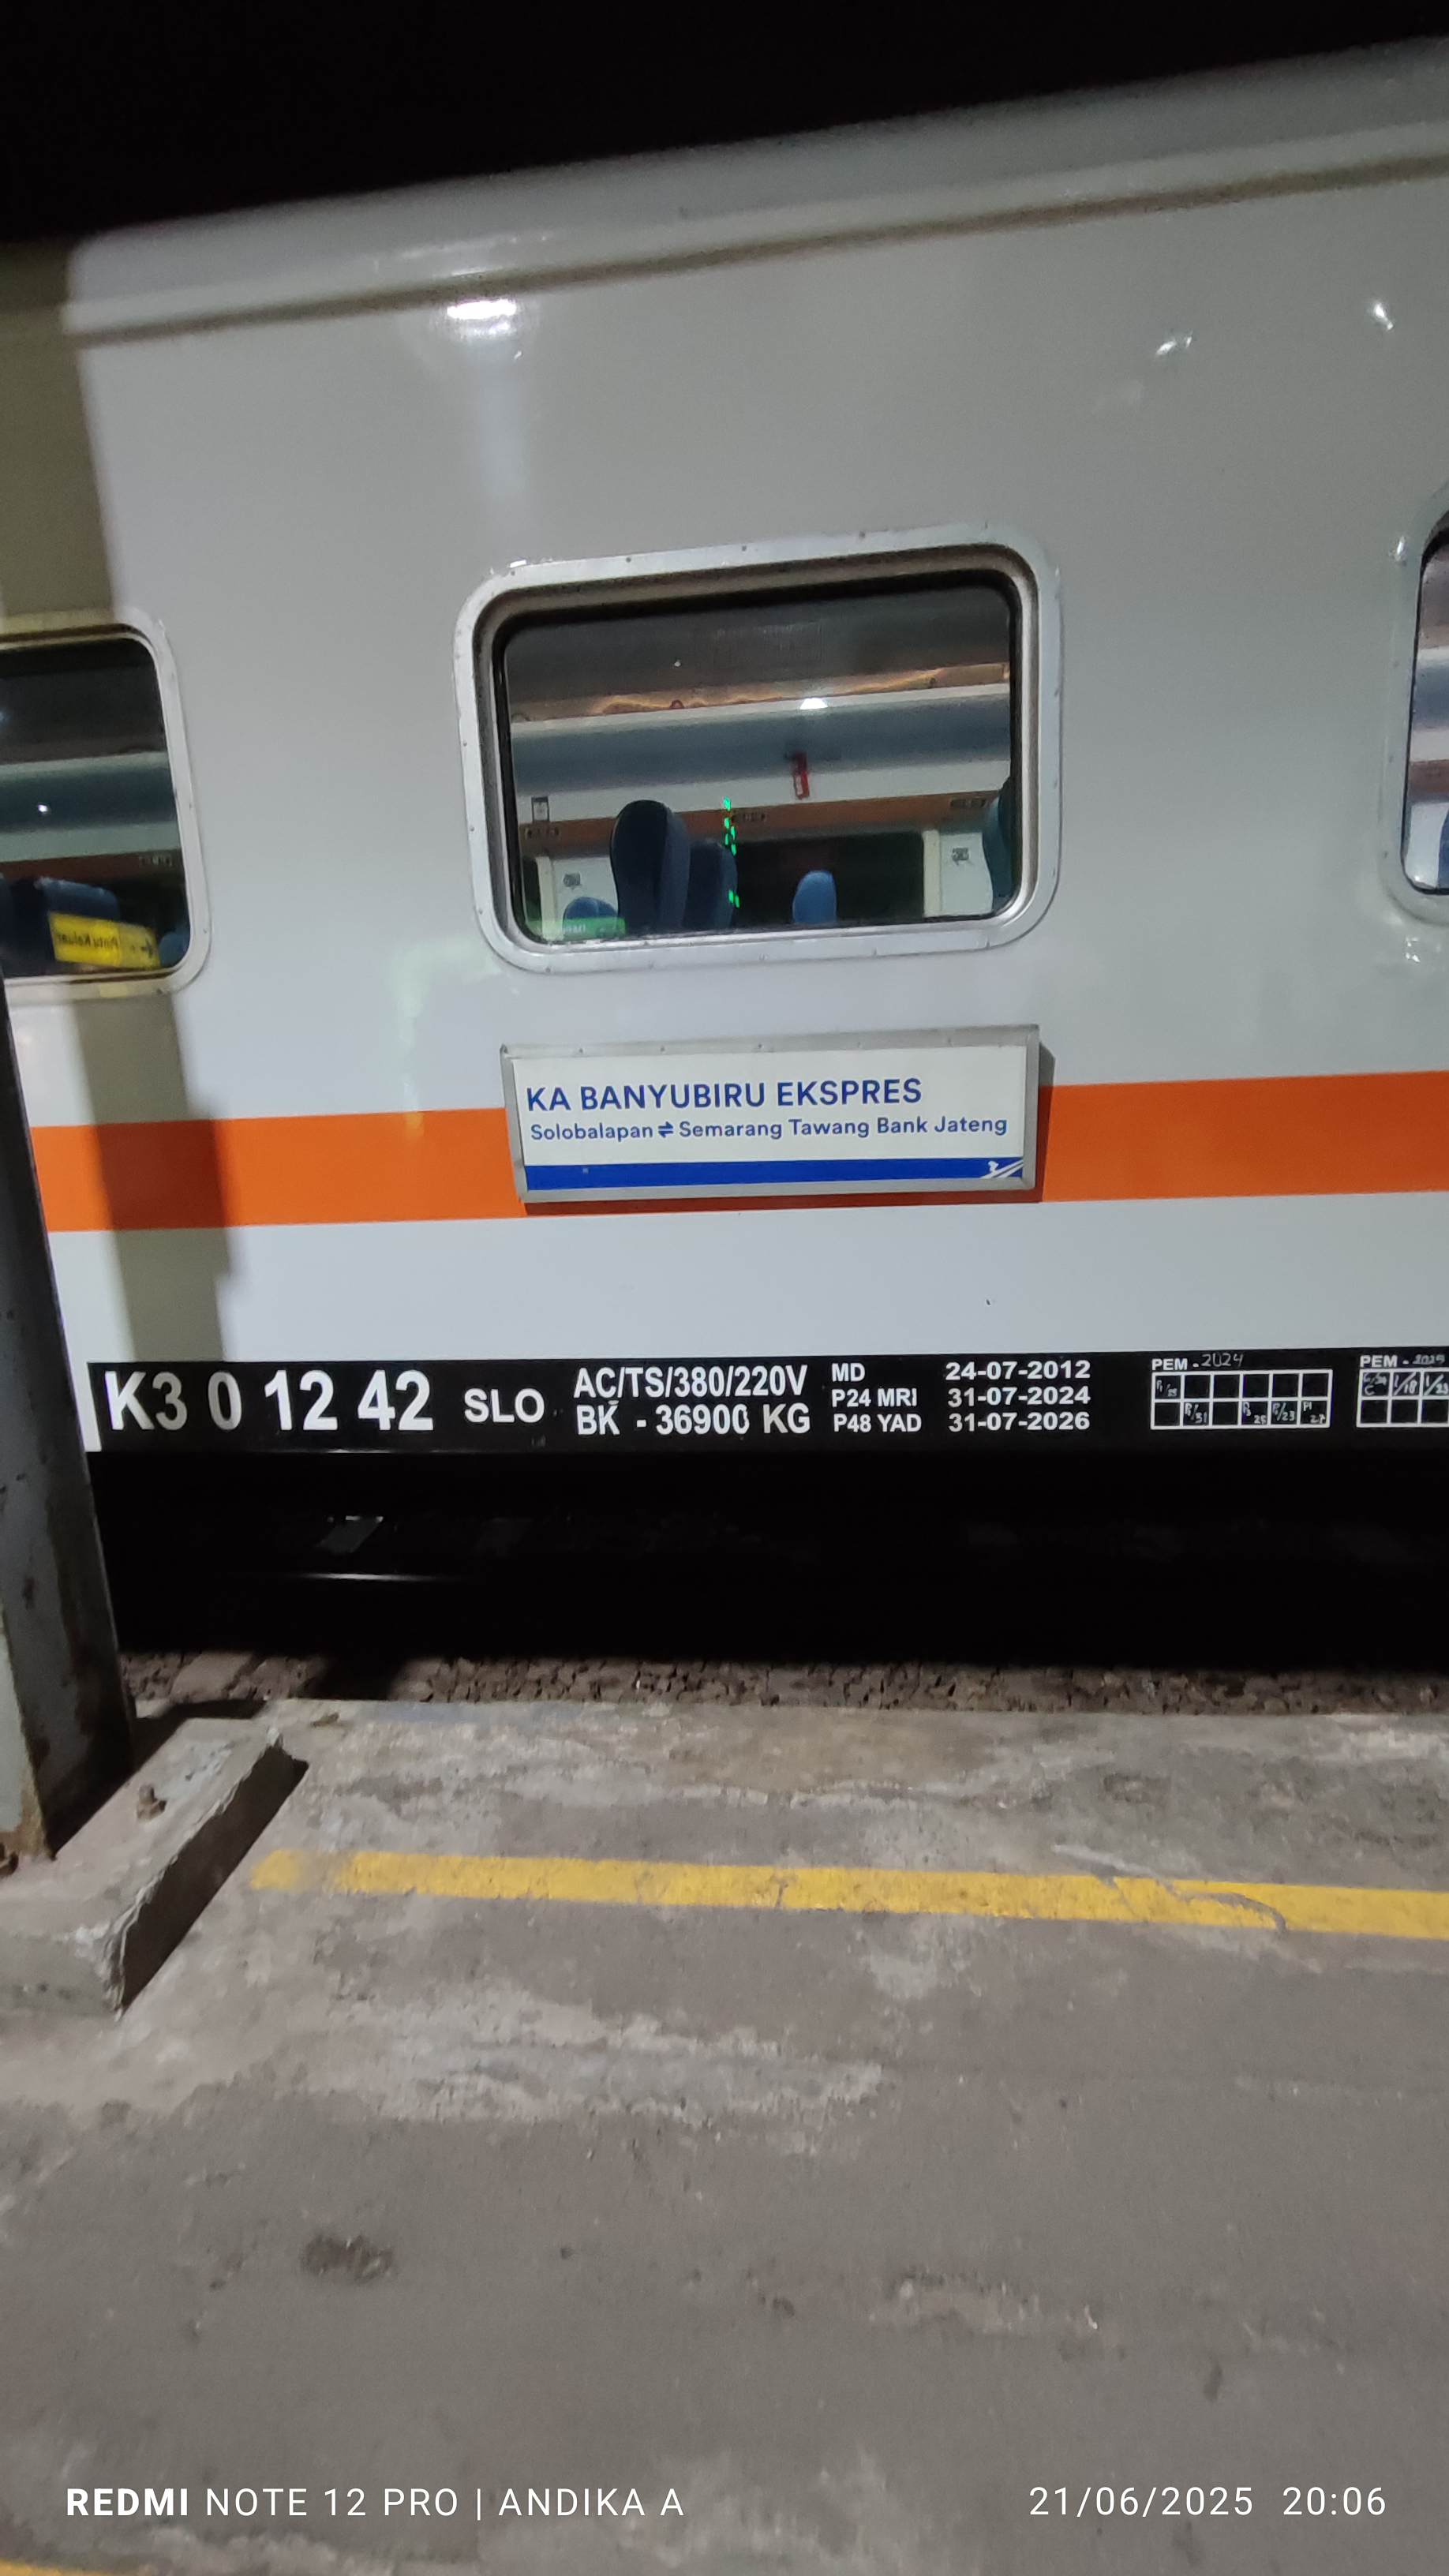 KA BANYUBIRU EKSPRES
Solobalapan ⇌ Semarang Tawang Bank Jateng
K3 0 12 42 SLO
AC/TS/380/220V
BK - 36900 KG
MD 24-07-2012
P24 MRI 31-07-2024
P48 YAD 31-07-2026
PEM - 2024
PEM - 2025
REDMI NOTE 12 PRO | ANDIKA A
21/06/2025 20:06